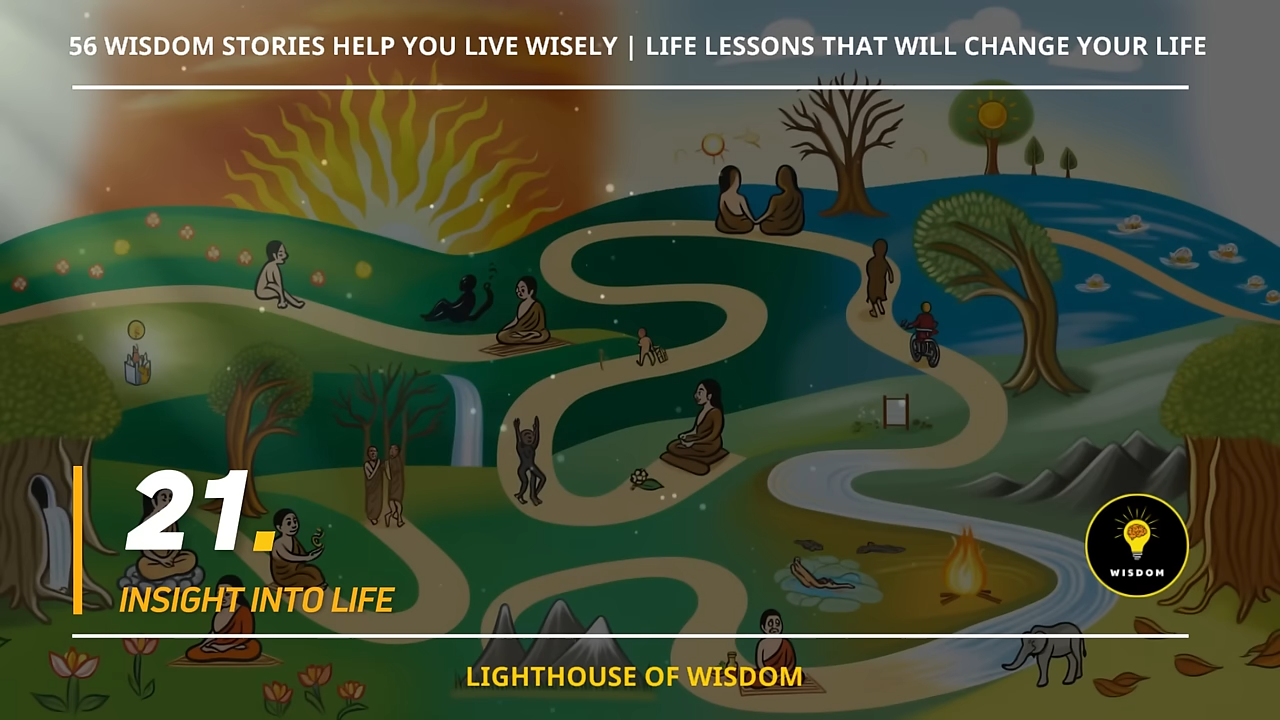 56 WISDOM STORIES HELP YOU LIVE WISELY | LIFE LESSONS THAT WILL CHANGE YOUR LIFE
21.
INSIGHT INTO LIFE
WISDOM
LIGHTHOUSE OF WISDOM